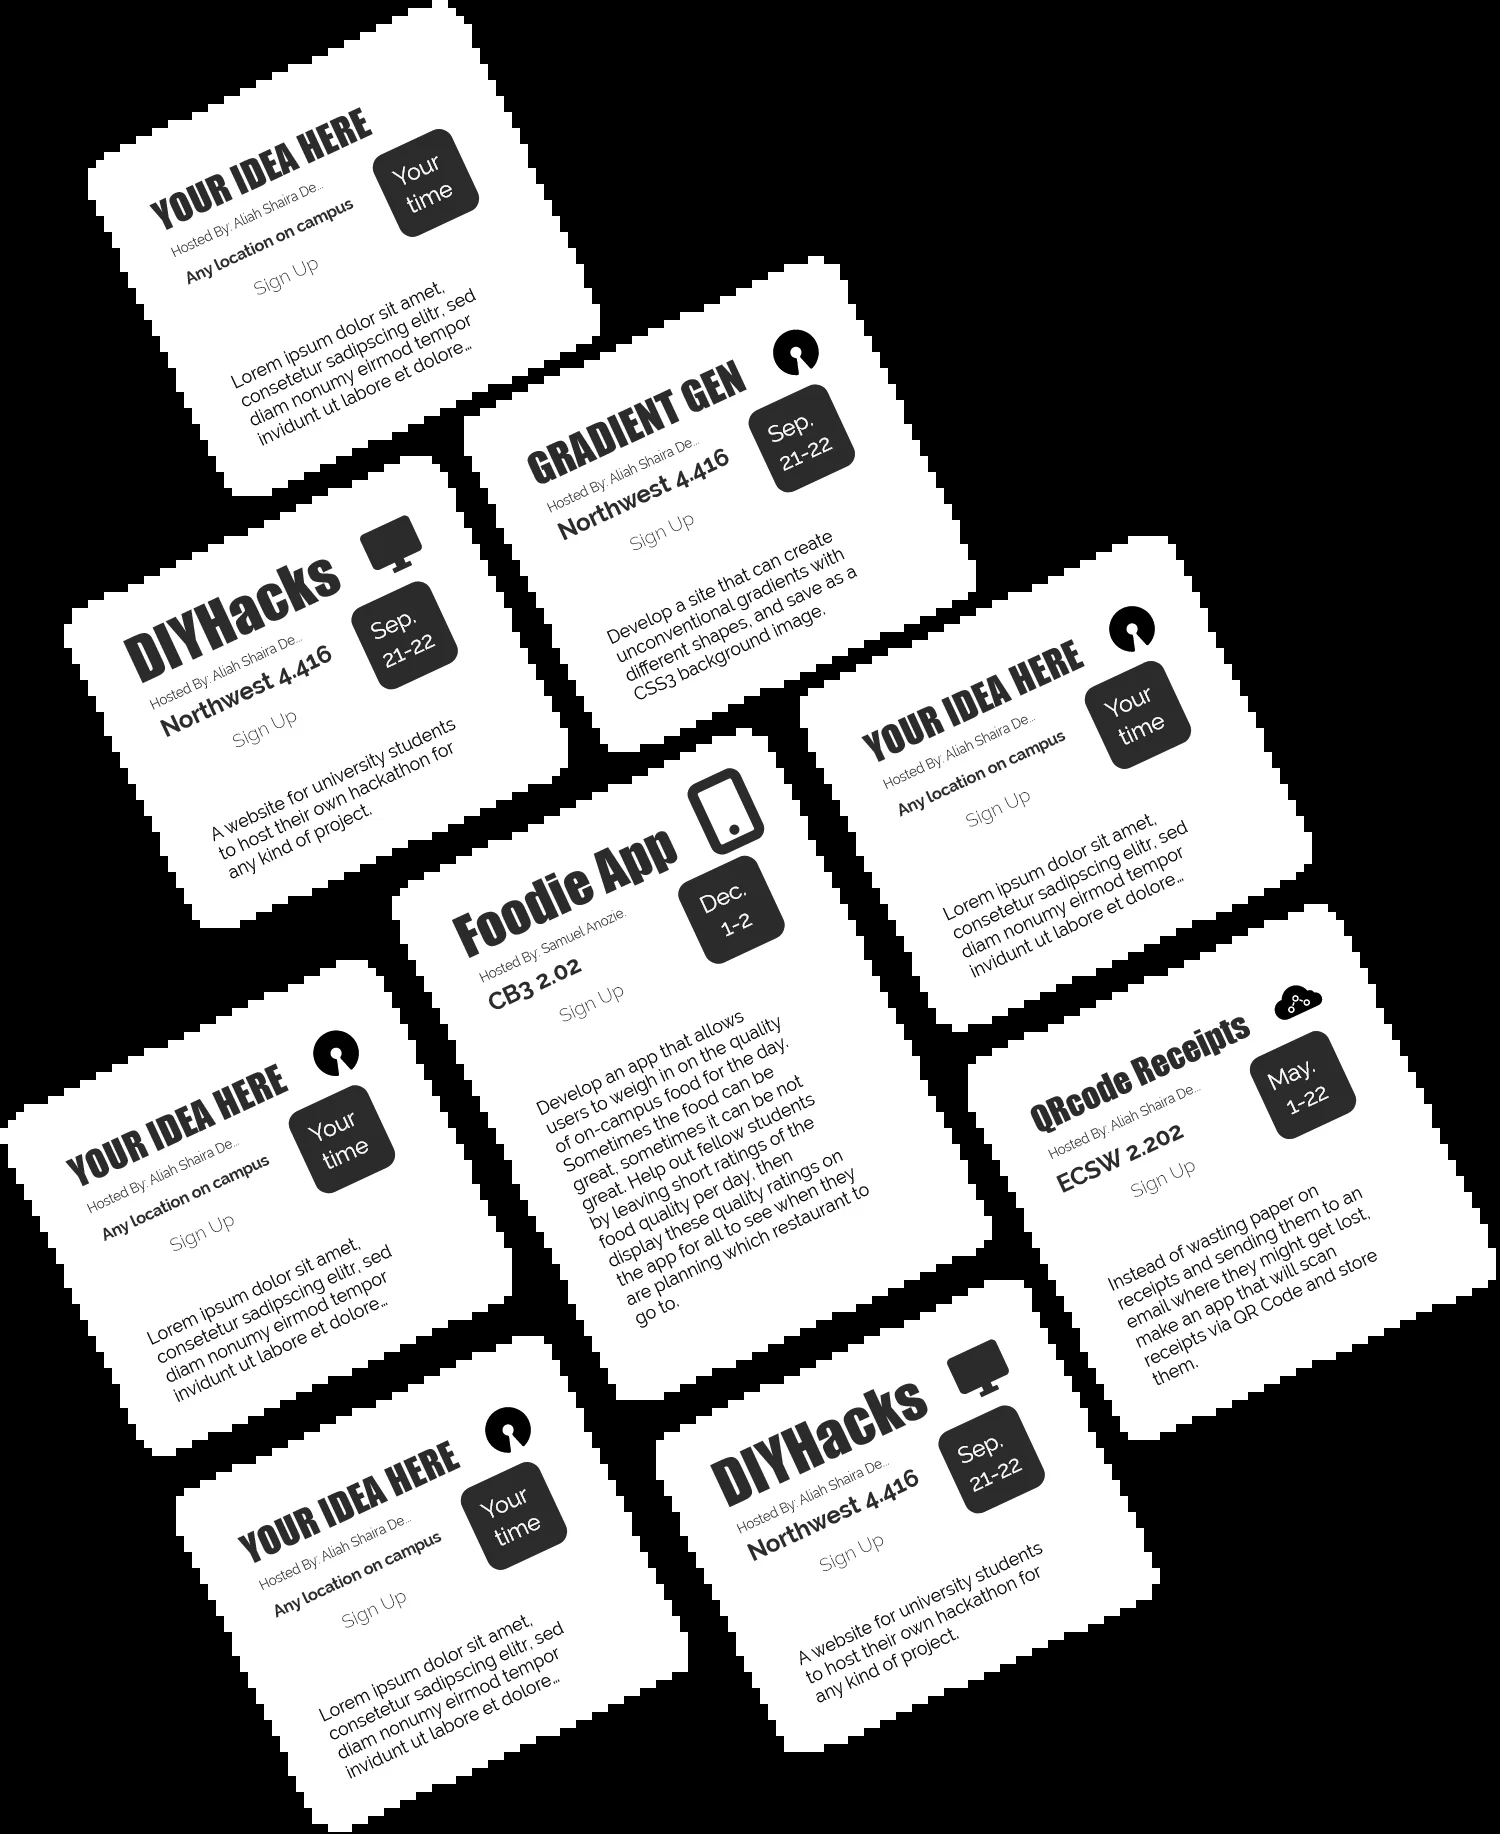 YOUR IDEA HERE
Hosted By: Aliah Shaira De...
Any location on campus
Your
time
Sign Up
Lorem ipsum dolor sit amet,
consetetur sadipscing elitr, sed
diam nonumy eirmod tempor
invidunt ut labore et dolore...
GRADIENT GEN
Hosted By: Aliah Shaira De...
Northwest 4.416
Sep.
21-22
Sign Up
Develop a site that can create
unconventional gradients with
different shapes, and save as a
CSS3 background image.
DIYHacks
Hosted By: Aliah Shaira De...
Northwest 4.416
Sep.
21-22
Sign Up
A website for university students
to host their own hackathon for
any kind of project.
YOUR IDEA HERE
Hosted By: Aliah Shaira De...
Any location on campus
Your
time
Sign Up
Lorem ipsum dolor sit amet,
consetetur sadipscing elitr, sed
diam nonumy eirmod tempor
invidunt ut labore et dolore...
Foodie App
Hosted By: Samuel Anozie.
CB3 2.02
Dec.
1-2
Sign Up
Develop an app that allows
users to weigh in on the quality
of on-campus food for the day.
Sometimes the food can be
great, sometimes it can be not
great. Help out fellow students
by leaving short ratings of the
food quality per day, then
display these quality ratings on
the app for all to see when they
are planning which restaurant to
go to.
QRcode Receipts
Hosted By: Aliah Shaira De...
ECSW 2.202
May.
1-22
Sign Up
Instead of wasting paper on
receipts and sending them to an
email where they might get lost,
make an app that will scan
receipts via QR Code and store
them.
YOUR IDEA HERE
Hosted By: Aliah Shaira De...
Any location on campus
Your
time
Sign Up
Lorem ipsum dolor sit amet,
consetetur sadipscing elitr, sed
diam nonumy eirmod tempor
invidunt ut labore et dolore...
YOUR IDEA HERE
Hosted By: Aliah Shaira De...
Any location on campus
Your
time
Sign Up
Lorem ipsum dolor sit amet,
consetetur sadipscing elitr, sed
diam nonumy eirmod tempor
invidunt ut labore et dolore...
DIYHacks
Hosted By: Aliah Shaira De...
Northwest 4.416
Sep.
21-22
Sign Up
A website for university students
to host their own hackathon for
any kind of project.